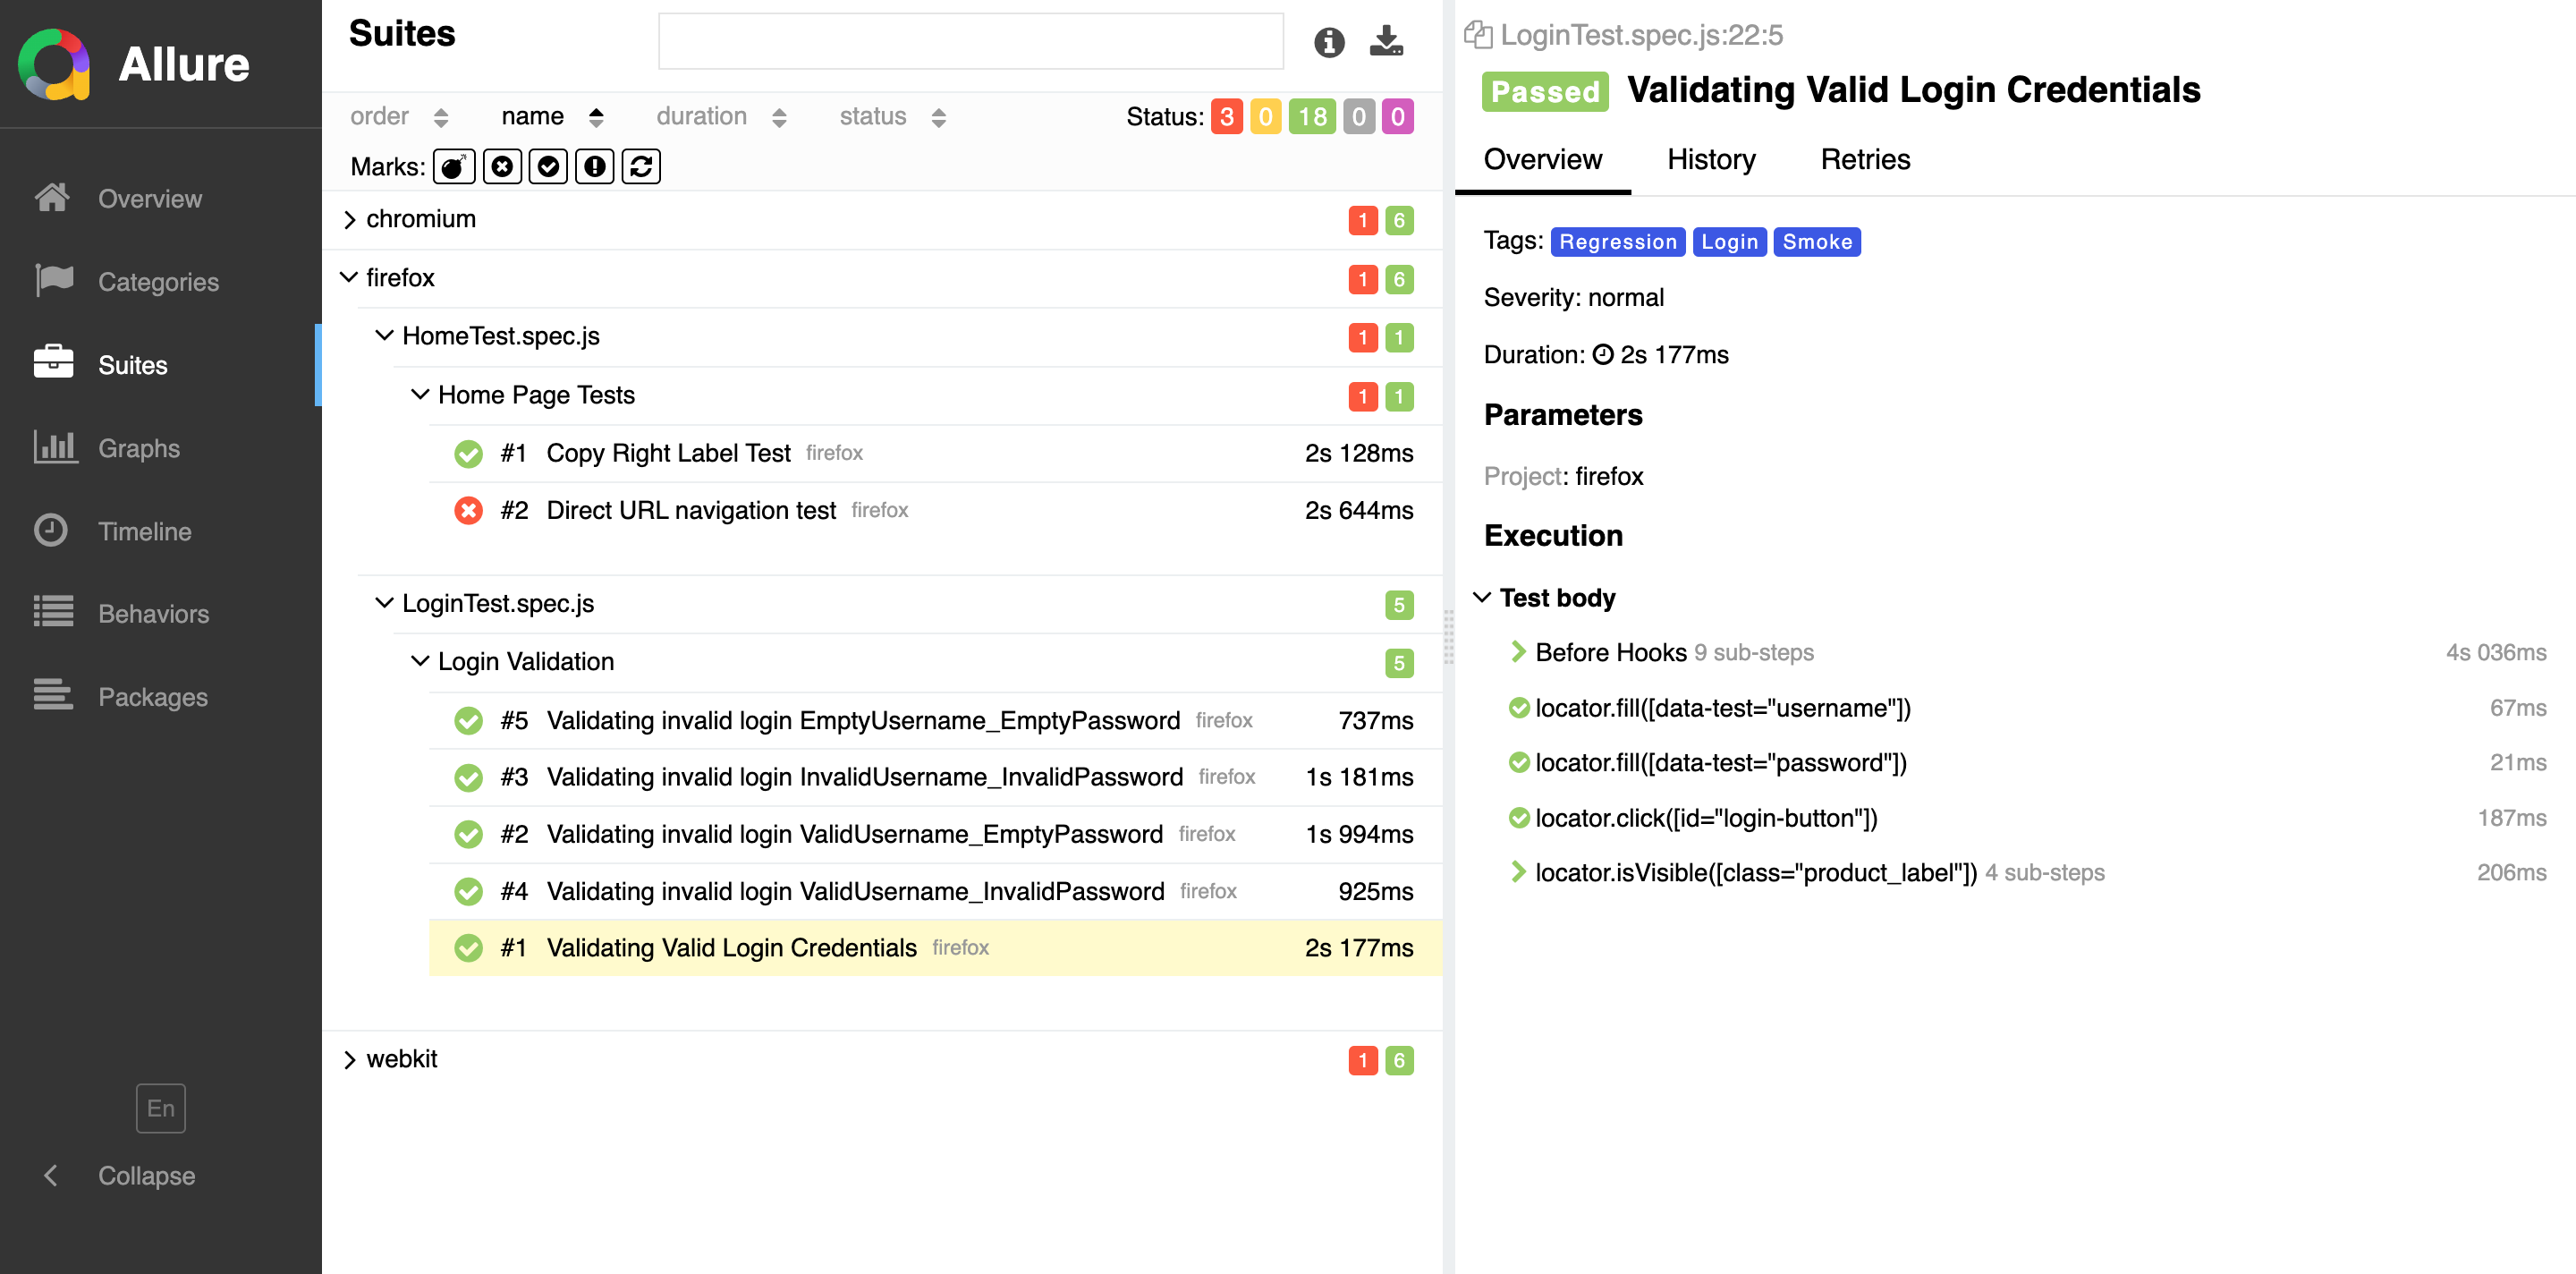 Allure
Overview
Categories
Suites
Graphs
Timeline
Behaviors
Packages
En
Collapse
Suites
order name duration status Status: 3 0 18 0 0
Marks:
chromium 1 6
firefox 1 6
HomeTest.spec.js 1 1
Home Page Tests 1 1
#1 Copy Right Label Test firefox 2s 128ms
#2 Direct URL navigation test firefox 2s 644ms
LoginTest.spec.js 5
Login Validation 5
#5 Validating invalid login EmptyUsername_EmptyPassword firefox 737ms
#3 Validating invalid login InvalidUsername_InvalidPassword firefox 1s 181ms
#2 Validating invalid login ValidUsername_EmptyPassword firefox 1s 994ms
#4 Validating invalid login ValidUsername_InvalidPassword firefox 925ms
#1 Validating Valid Login Credentials firefox 2s 177ms
webkit 1 6
LoginTest.spec.js:22:5
Passed Validating Valid Login Credentials
Overview History Retries
Tags: Regression Login Smoke
Severity: normal
Duration: 2s 177ms
Parameters
Project: firefox
Execution
Test body
Before Hooks 9 sub-steps 4s 036ms
locator.fill([data-test="username"]) 67ms
locator.fill([data-test="password"]) 21ms
locator.click([id="login-button"]) 187ms
locator.isVisible([class="product_label"]) 4 sub-steps 206ms